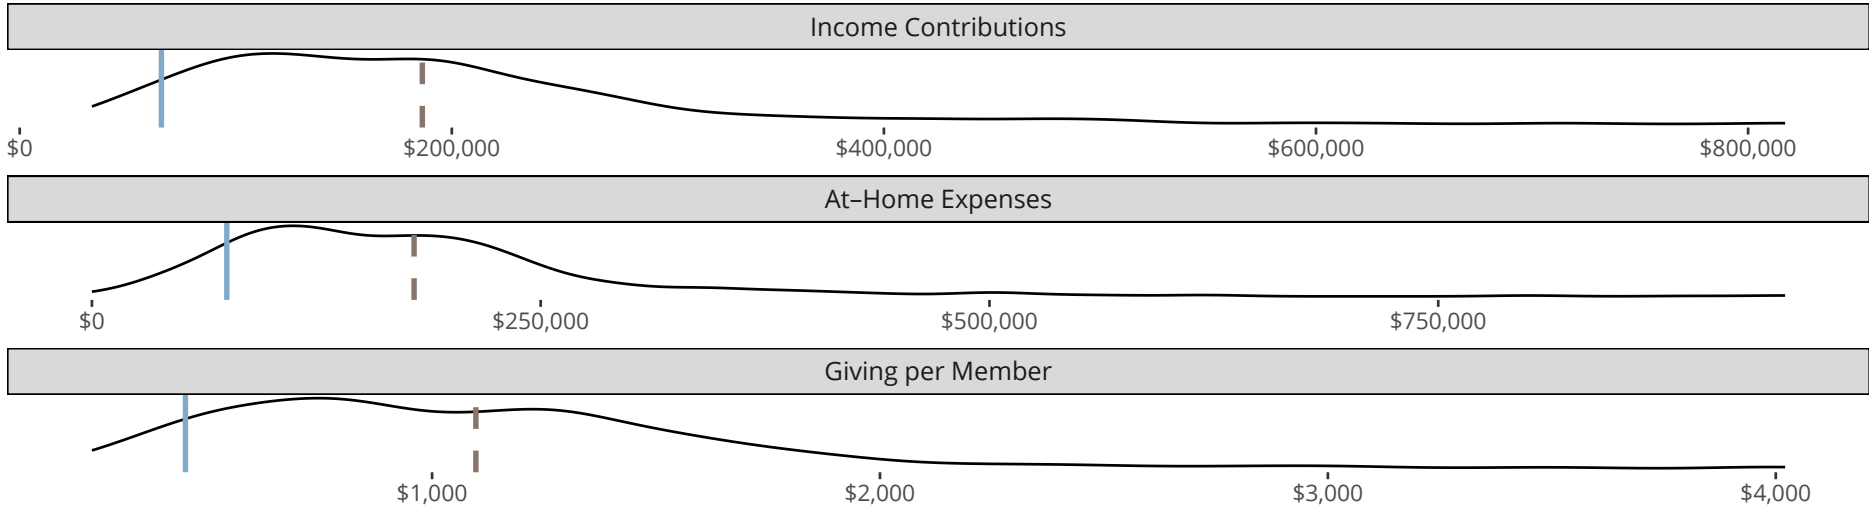 Income Contributions
$0 $200,000 $400,000 $600,000 $800,000
At–Home Expenses
$0 $250,000 $500,000 $750,000
Giving per Member
$1,000 $2,000 $3,000 $4,000